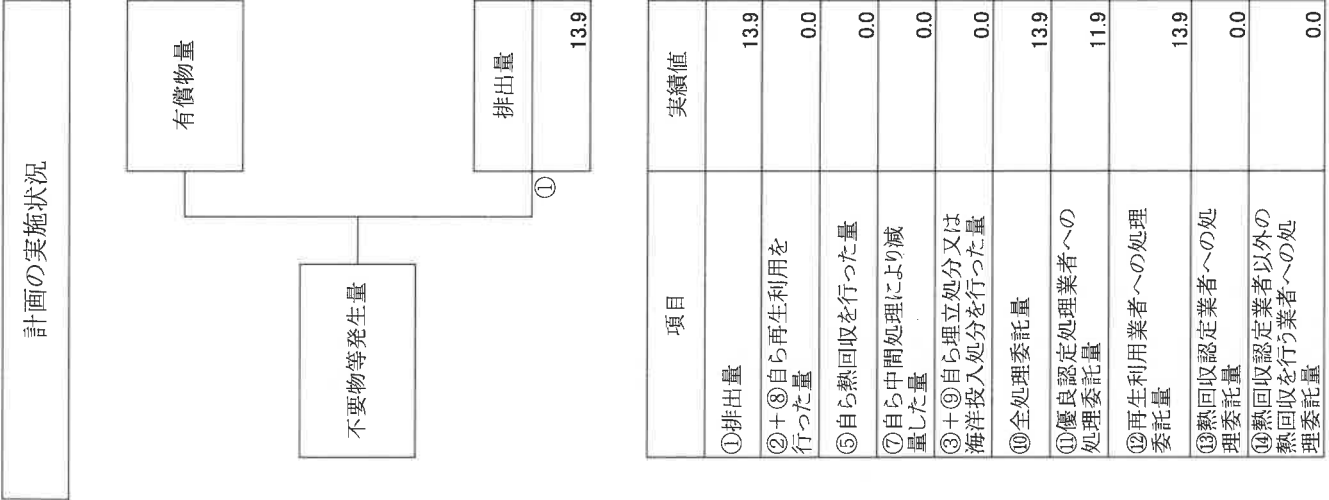 計画の実施状況
不要物等発生量
有償物量
排出量
①
13.9
項目
実績値
①排出量
13.9
②+⑧自ら再生利用を
行った量
0.0
⑤自ら熱回収を行った量
0.0
⑦自ら中間処理により減
量した量
0.0
③+⑨自ら埋立処分又は
海洋投入処分を行った量
0.0
⑩全処理委託量
13.9
⑪優良認定処理業者への
処理委託量
11.9
⑫再生利用業者への処理
委託量
13.9
⑬熱回収認定業者への処
理委託量
0.0
⑭熱回収認定業者以外の
熱回収を行う業者への処
理委託量
0.0